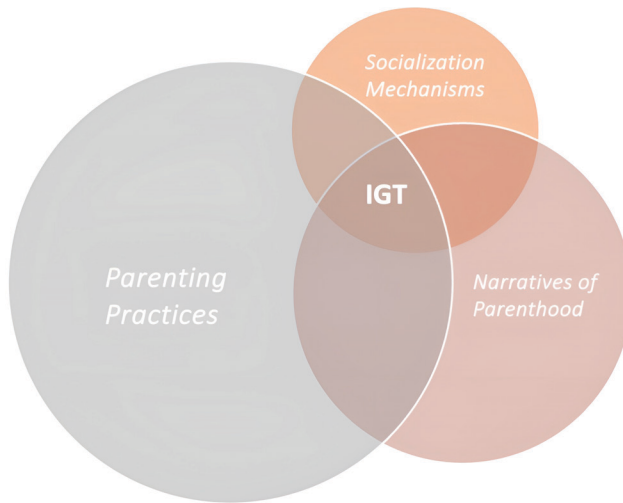 Socialization
Mechanisms
IGT
Parenting
Practices
Narratives of
Parenthood